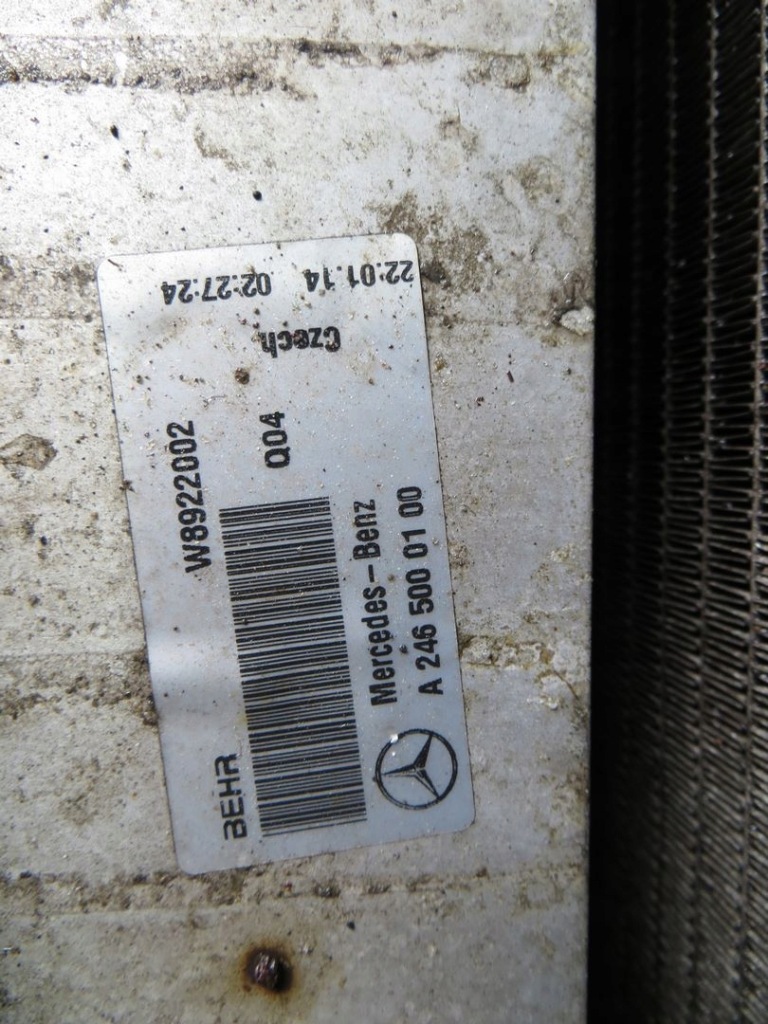 BEHR
W8922002
Q04
Mercedes-Benz
A 246 500 01 00
22.01.14 02:27:24
Czech